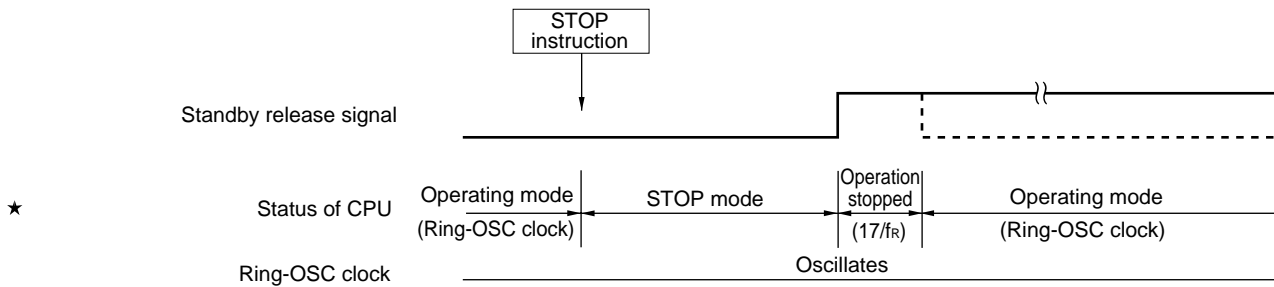 STOP
instruction
Standby release signal
Operation
stopped
Operating mode
STOP mode
Operating mode
★ Status of CPU
(Ring-OSC clock)
(17/fR)
(Ring-OSC clock)
Oscillates
Ring-OSC clock